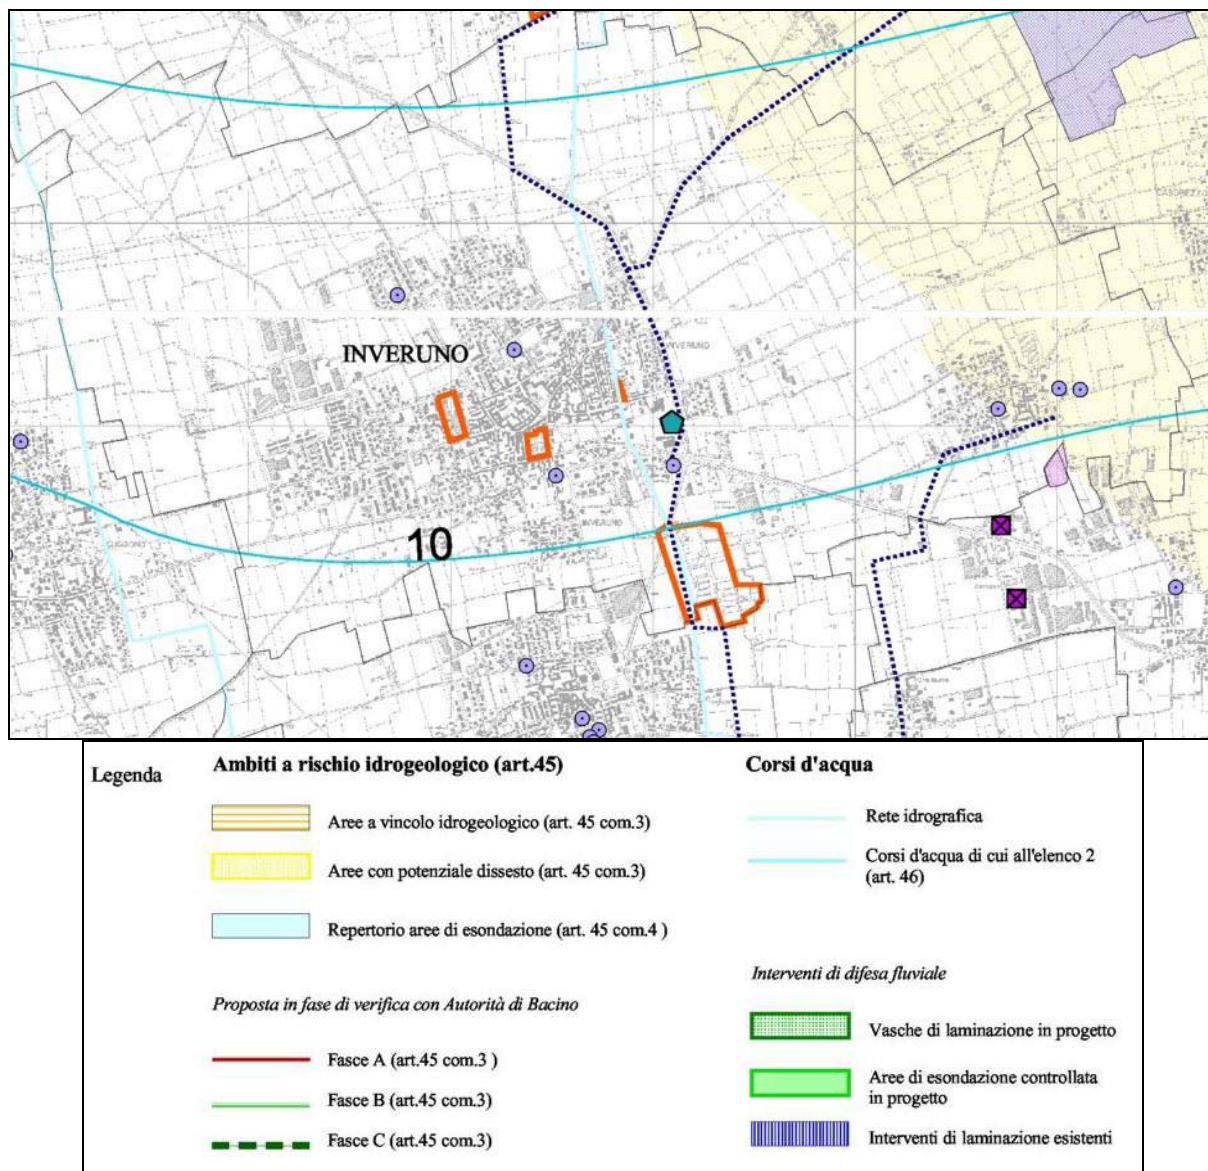 CASOREZZO
INVERUNO
INVERUNO
INVERUNO
CUGGIONO
10
Legenda
Ambiti a rischio idrogeologico (art.45)
Aree a vincolo idrogeologico (art. 45 com.3)
Aree con potenziale dissesto (art. 45 com.3)
Repertorio aree di esondazione (art. 45 com.4 )
Proposta in fase di verifica con Autorità di Bacino
Fasce A (art.45 com.3 )
Fasce B (art.45 com.3)
Fasce C (art.45 com.3)
Corsi d'acqua
Rete idrografica
Corsi d'acqua di cui all'elenco 2
(art. 46)
Interventi di difesa fluviale
Vasche di laminazione in progetto
Aree di esondazione controllata
in progetto
Interventi di laminazione esistenti